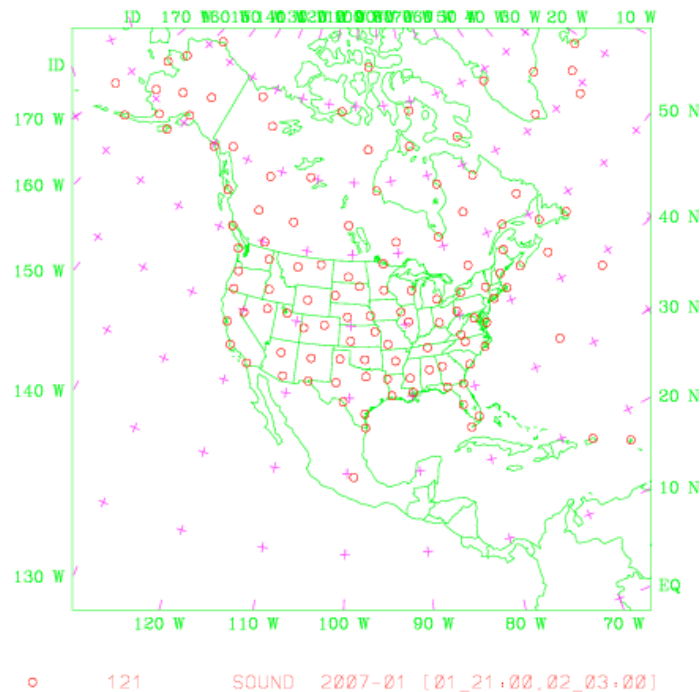 ID 170 W 40 W 30 W 20 W 10 W
ID
170 W 50 N
160 W
40 N
150 W
30 N
140 W 20 N
10 N
130 W EQ
120 W 110 W 100 W 90 W 80 W 70 W
121 SOUND 2007-01 [01_21:00,02_03:00]